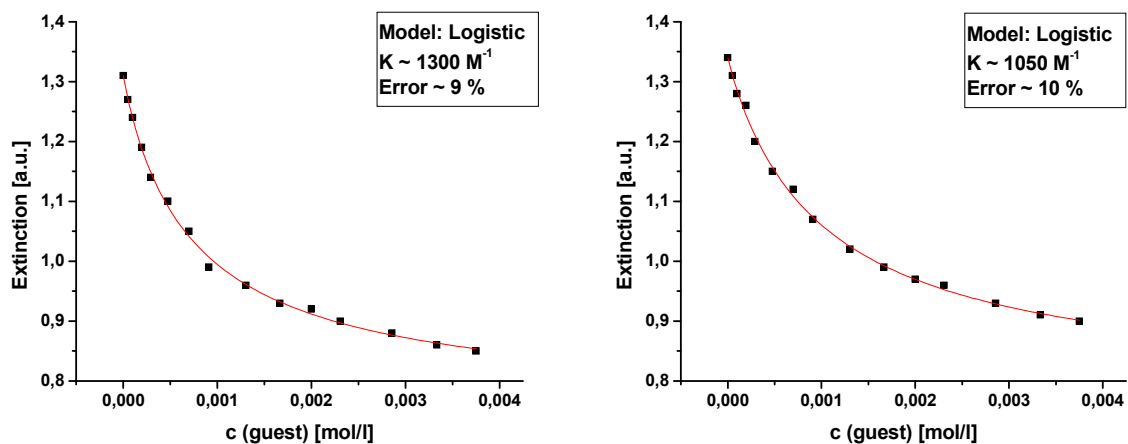 1,4
1,3
1,2
1,1
1,0
0,9
0,8
Extinction [a.u.]
Model: Logistic
K ~ 1300 M⁻¹
Error ~ 9 %
0,000
0,001
0,002
0,003
0,004
c (guest) [mol/l]
1,4
1,3
1,2
1,1
1,0
0,9
0,8
Extinction [a.u.]
Model: Logistic
K ~ 1050 M⁻¹
Error ~ 10 %
0,000
0,001
0,002
0,003
0,004
c (guest) [mol/l]